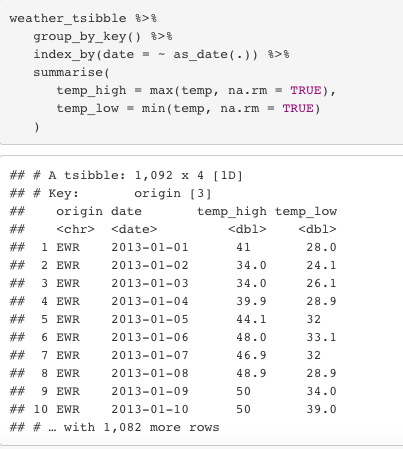 weather_tsibble %>%
   group_by_key() %>%
   index_by(date = ~ as_date(.)) %>%
   summarise(
      temp_high = max(temp, na.rm = TRUE),
      temp_low = min(temp, na.rm = TRUE)
   )
## # A tsibble: 1,092 x 4 [1D]
## # Key:       origin [3]
##    origin date       temp_high temp_low
##    <chr>  <date>         <dbl>    <dbl>
##  1 EWR    2013-01-01      41       28.0
##  2 EWR    2013-01-02      34.0     24.1
##  3 EWR    2013-01-03      34.0     26.1
##  4 EWR    2013-01-04      39.9     28.9
##  5 EWR    2013-01-05      44.1     32
##  6 EWR    2013-01-06      48.0     33.1
##  7 EWR    2013-01-07      46.9     32
##  8 EWR    2013-01-08      48.9     28.9
##  9 EWR    2013-01-09      50       34.0
## 10 EWR    2013-01-10      50       39.0
## # … with 1,082 more rows